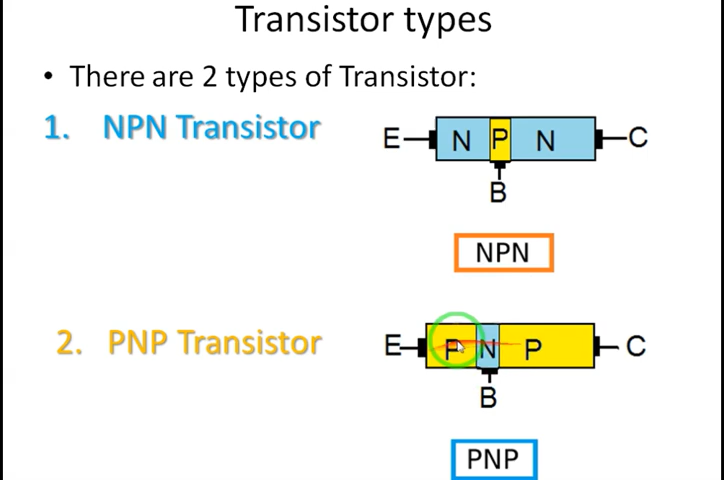 Transistor types
• There are 2 types of Transistor:
1. NPN Transistor
E N P N C
B
NPN
2. PNP Transistor
E P N P C
B
PNP